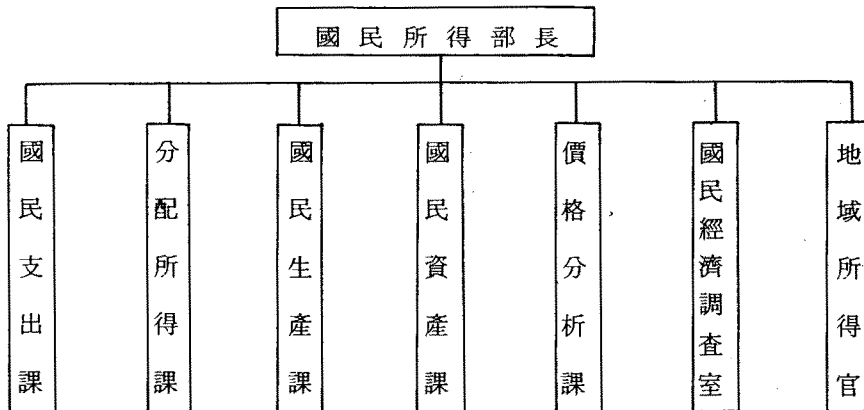 國民所得部長
國民支出課
分配所得課
國民生產課
國民資產課
價格分析課
國民經濟調查室
地域所得官